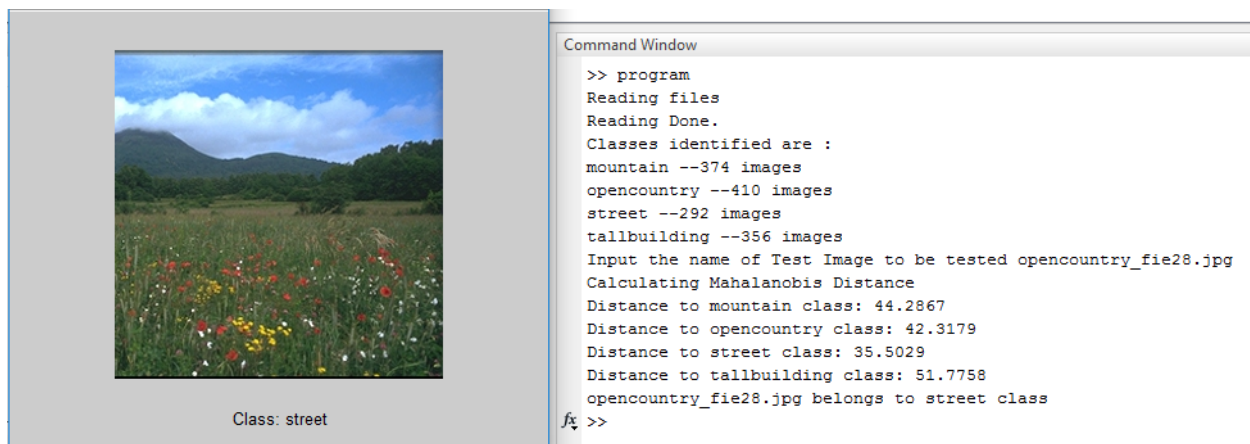 Class: street
Command Window
>> program
Reading files
Reading Done.
Classes identified are :
mountain --374 images
opencountry --410 images
street --292 images
tallbuilding --356 images
Input the name of Test Image to be tested opencountry_fie28.jpg
Calculating Mahalanobis Distance
Distance to mountain class: 44.2867
Distance to opencountry class: 42.3179
Distance to street class: 35.5029
Distance to tallbuilding class: 51.7758
opencountry_fie28.jpg belongs to street class
fx >>